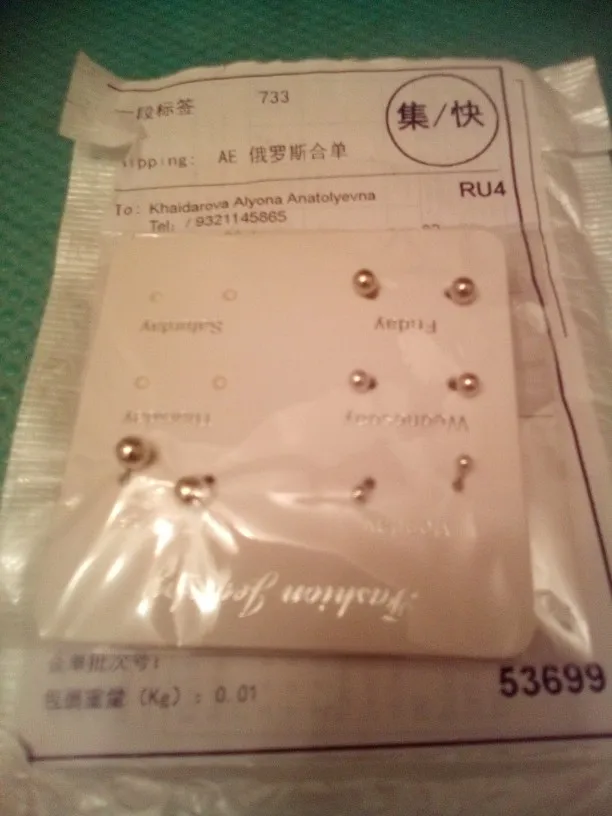 一段标签 733
集/快
ipping: AE 俄罗斯合单
RU4
To: Khaidarova Alyona Anatolyevna
Tel: / 9321145865
Saturday Friday
Wednesday
Fashion
包裹重量 (Kg) : 0.01
53699